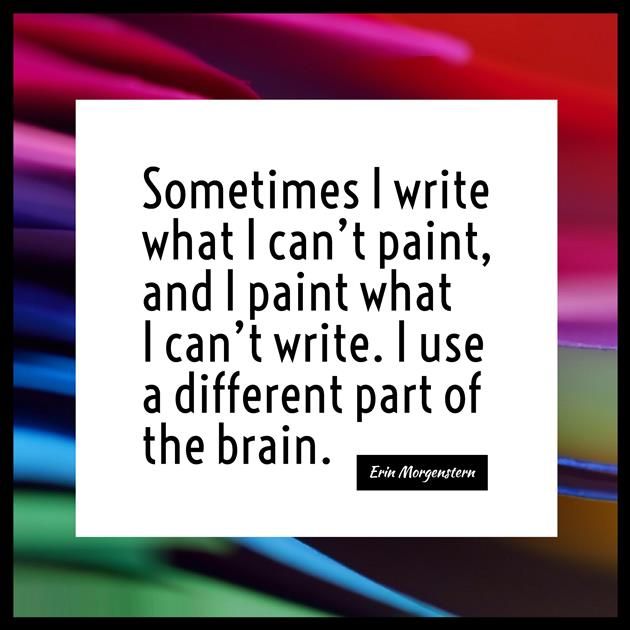 Sometimes I write
what I can’t paint,
and I paint what
I can’t write. I use
a different part of
the brain.
Erin Morgenstern